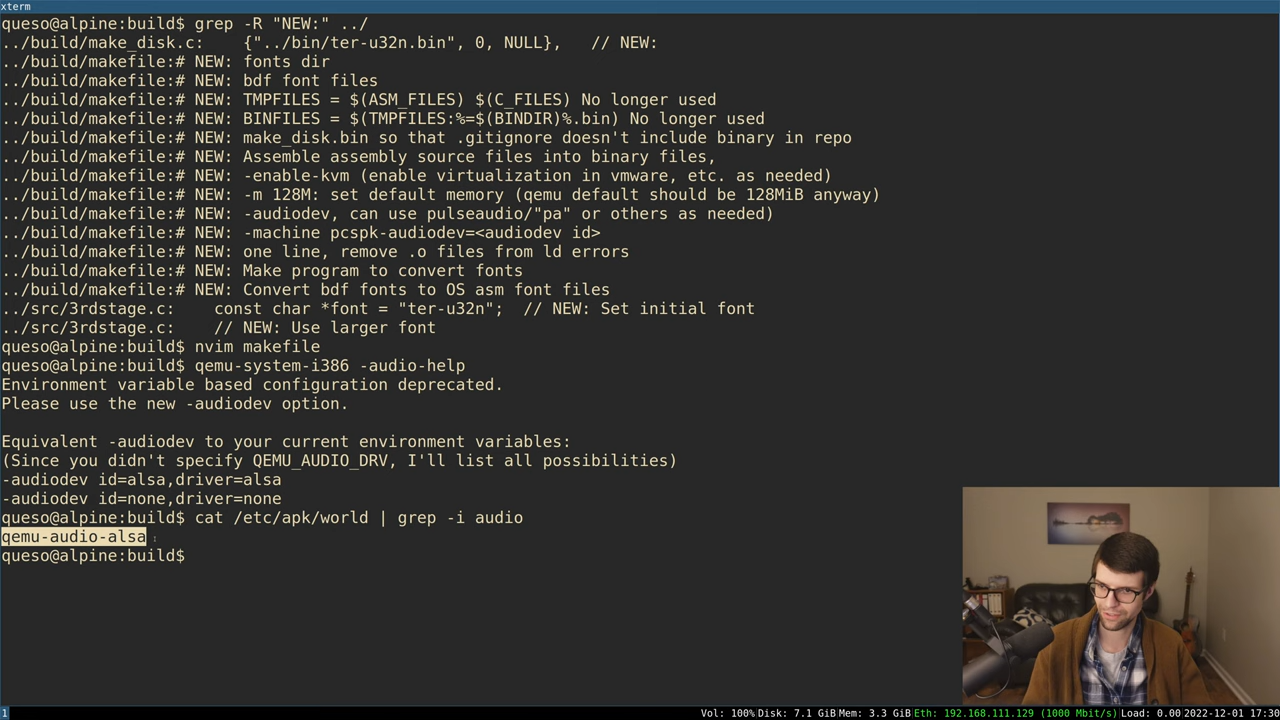 xterm
queso@alpine:build$ grep -R "NEW:" ../
../build/make_disk.c:    {"../bin/ter-u32n.bin", 0, NULL},   // NEW:
../build/makefile:# NEW: fonts dir
../build/makefile:# NEW: bdf font files
../build/makefile:# NEW: TMPFILES = $(ASM_FILES) $(C_FILES) No longer used
../build/makefile:# NEW: BINFILES = $(TMPFILES:%=$(BINDIR)%.bin) No longer used
../build/makefile:# NEW: make_disk.bin so that .gitignore doesn't include binary in repo
../build/makefile:# NEW: Assemble assembly source files into binary files,
../build/makefile:# NEW: -enable-kvm (enable virtualization in vmware, etc. as needed)
../build/makefile:# NEW: -m 128M: set default memory (qemu default should be 128MiB anyway)
../build/makefile:# NEW: -audiodev, can use pulseaudio/"pa" or others as needed)
../build/makefile:# NEW: -machine pcspk-audiodev=<audiodev id>
../build/makefile:# NEW: one line, remove .o files from ld errors
../build/makefile:# NEW: Make program to convert fonts
../build/makefile:# NEW: Convert bdf fonts to OS asm font files
../src/3rdstage.c:    const char *font = "ter-u32n";  // NEW: Set initial font
../src/3rdstage.c:    // NEW: Use larger font
queso@alpine:build$ nvim makefile
queso@alpine:build$ qemu-system-i386 -audio-help
Environment variable based configuration deprecated.
Please use the new -audiodev option.

Equivalent -audiodev to your current environment variables:
(Since you didn't specify QEMU_AUDIO_DRV, I'll list all possibilities)
-audiodev id=alsa,driver=alsa
-audiodev id=none,driver=none
queso@alpine:build$ cat /etc/apk/world | grep -i audio
qemu-audio-alsa
queso@alpine:build$
1 Vol: 100% Disk: 7.1 GiB Mem: 3.3 GiB Eth: 192.168.111.129 (1000 Mbit/s) Load: 0.00 2022-12-01 17:30